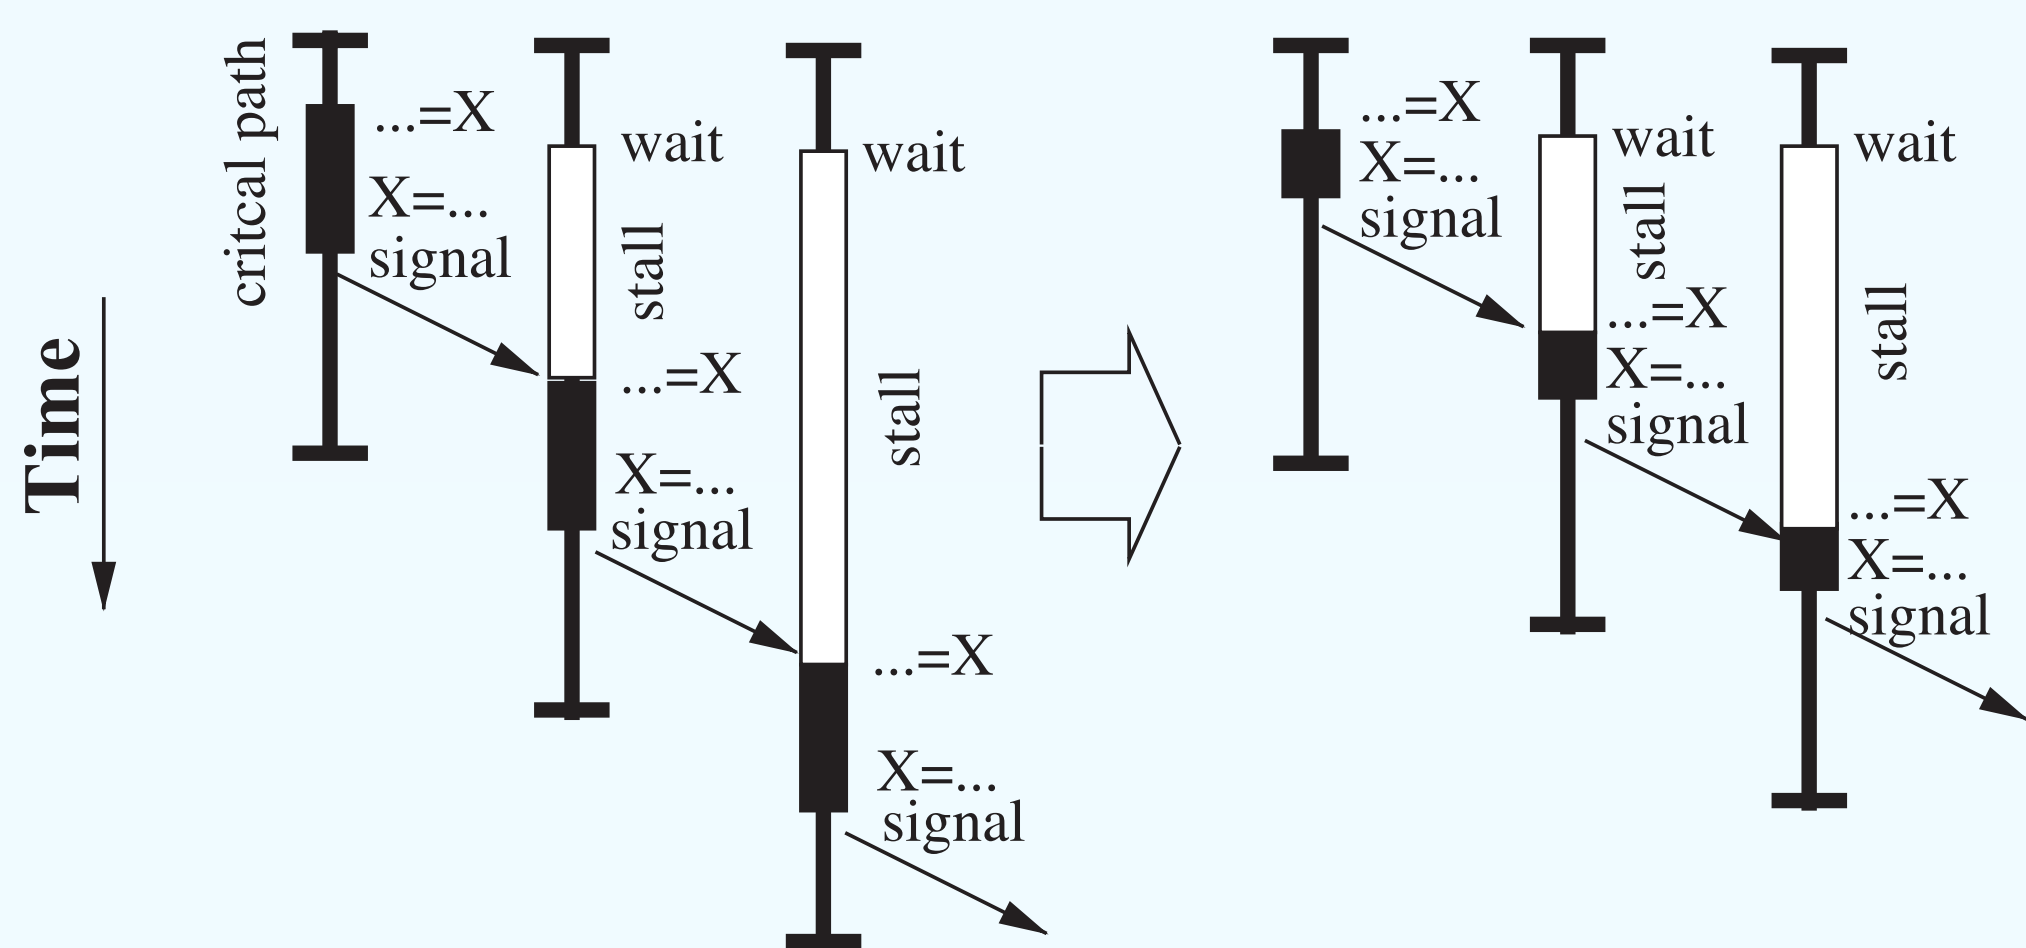 Time
critcal path
...=X
X=...
signal
wait
stall
...=X
X=...
signal
wait
stall
...=X
X=...
signal
...=X
X=...
signal
wait
stall
...=X
X=...
signal
wait
stall
...=X
X=...
signal